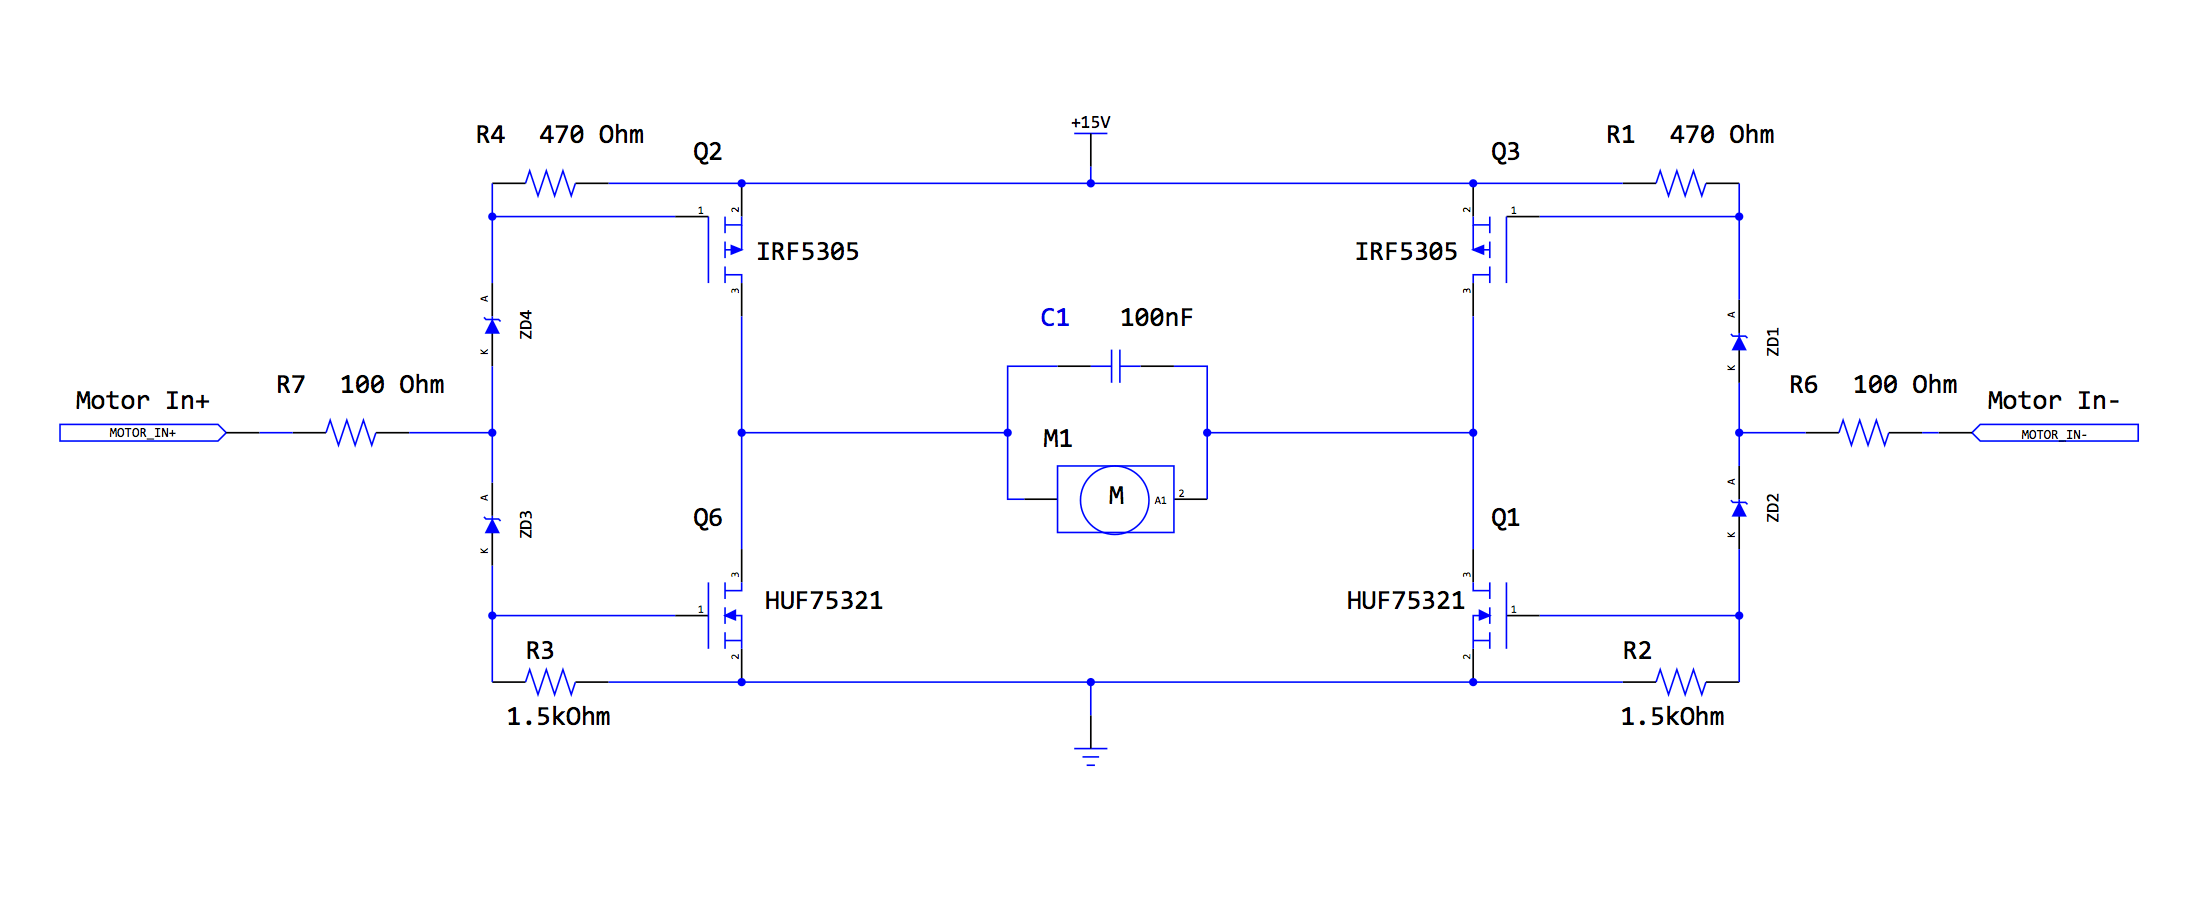 +15V
R4 470 Ohm
R1 470 Ohm
Q2
Q3
2
2
1
1
IRF5305
IRF5305
3
3
A
ZD4
K
C1 100nF
A
ZD1
K
R7 100 Ohm
R6 100 Ohm
Motor In+
MOTOR_IN+
Motor In-
MOTOR_IN-
M1
M
A1
2
A
ZD3
K
A
ZD2
K
Q6
Q1
3
3
1
1
HUF75321
HUF75321
2
2
R3
R2
1.5kOhm
1.5kOhm